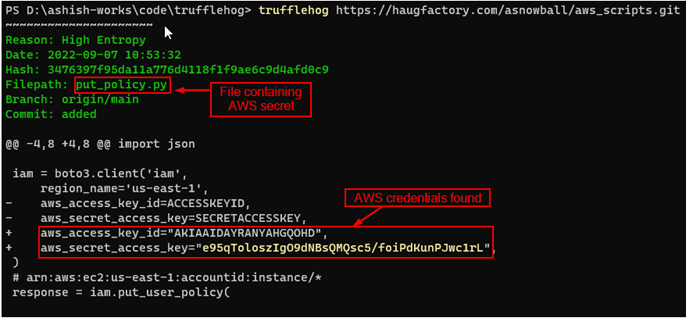 PS D:\ashish-works\code\trufflehog> trufflehog https://haugfactory.com/asnowball/aws_scripts.git
~~~~~~~~~~~~~~~~~~~~~
Reason: High Entropy
Date: 2022-09-07 10:53:32
Hash: 3476397f95da11a776d4118f1f9ae6c9d4afd0c9
Filepath: put_policy.py
File containing
AWS secret
Branch: origin/main
Commit: added
@@ -4,8 +4,8 @@ import json
iam = boto3.client('iam',
region_name='us-east-1',
AWS credentials found
- aws_access_key_id=ACCESSKEYID,
- aws_secret_access_key=SECRETACCESSKEY,
+ aws_access_key_id="AKIAAIDAYRANYAHGQOHD",
+ aws_secret_access_key="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",
)
# arn:aws:ec2:us-east-1:accountid:instance/*
response = iam.put_user_policy(